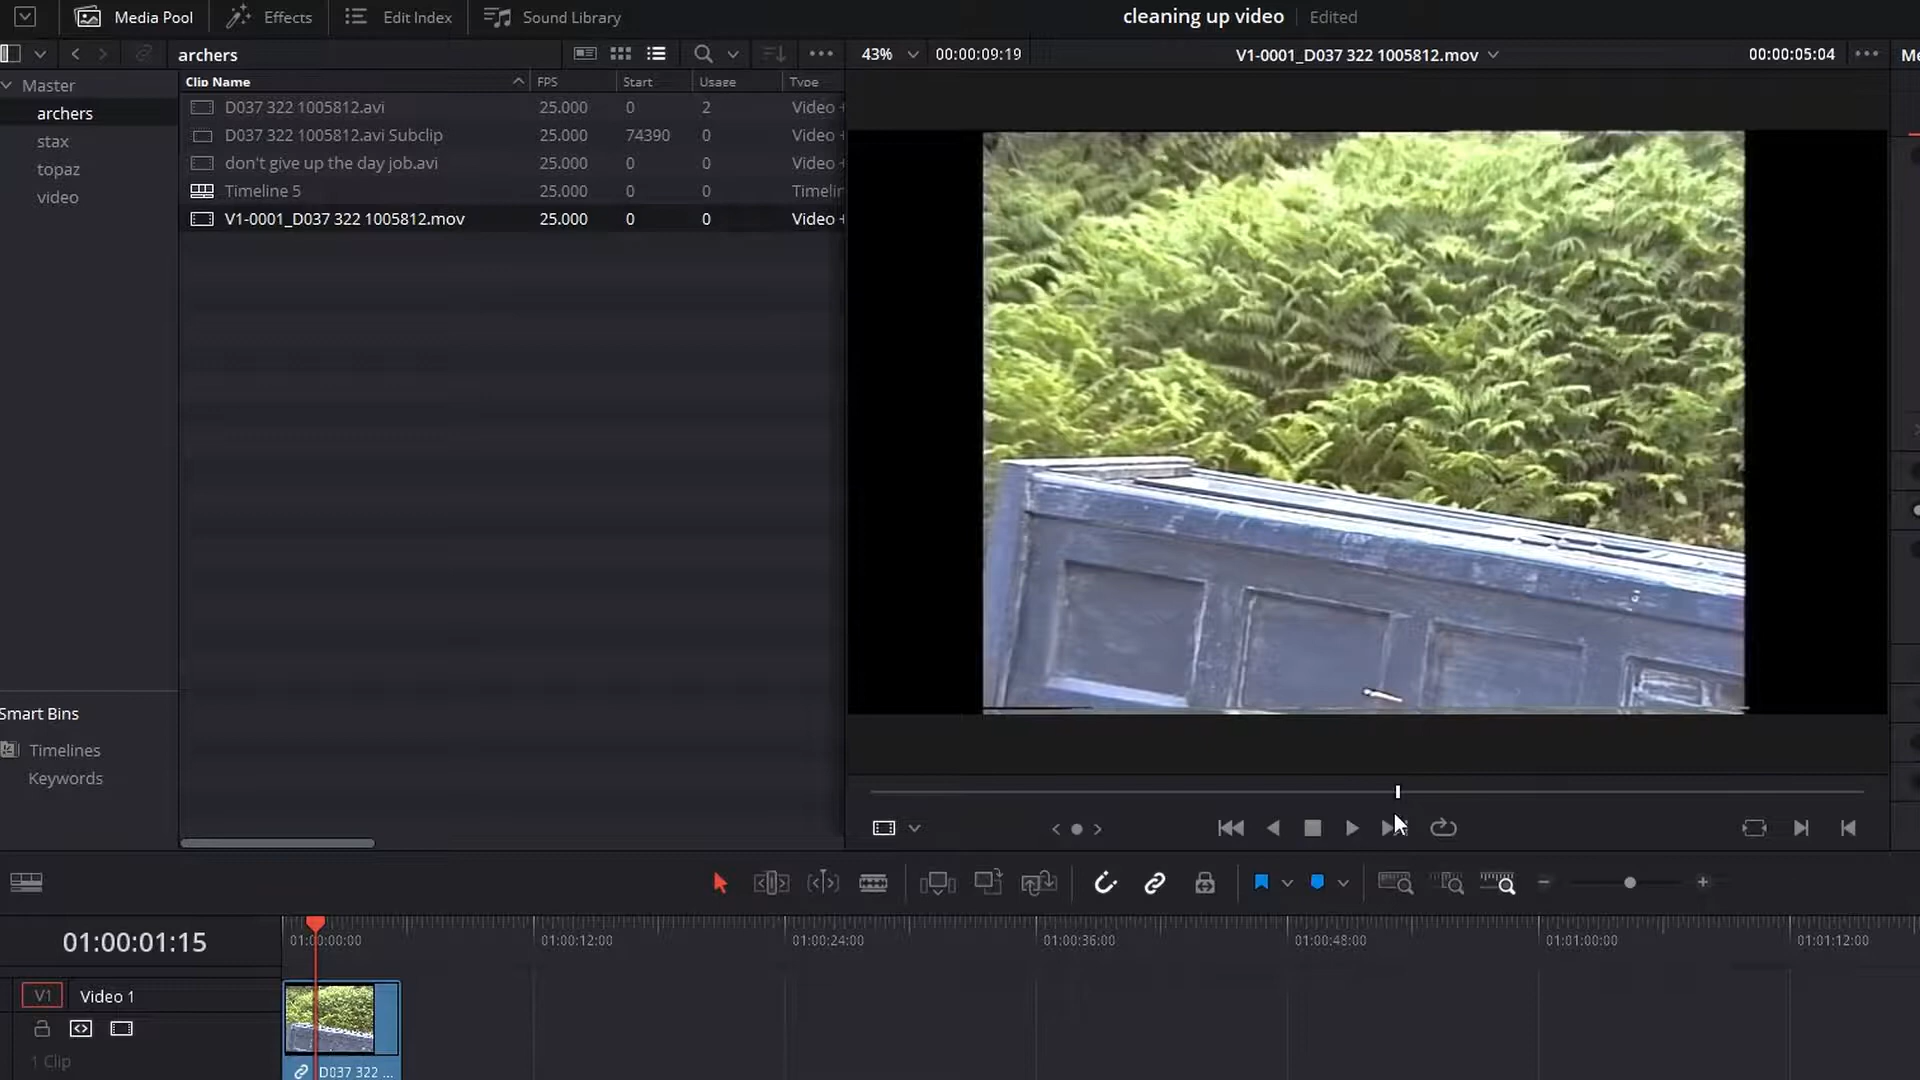 Media Pool Effects Edit Index Sound Library cleaning up video Edited
archers 43% 00:00:09:19 V1-0001_D037 322 1005812.mov 00:00:05:04
Master
archers
stax
topaz
video
Clip Name FPS Start Usage Type
D037 322 1005812.avi 25.000 0 2 Video +
D037 322 1005812.avi Subclip 25.000 74390 0 Video +
don't give up the day job.avi 25.000 0 0 Video +
Timeline 5 25.000 0 0 Timelin
V1-0001_D037 322 1005812.mov 25.000 0 0 Video +
Smart Bins
Timelines
Keywords
01:00:01:15 01:00:00:00 01:00:12:00 01:00:24:00 01:00:36:00 01:00:48:00 01:01:00:00 01:01:12:00
V1 Video 1
1 Clip
D037 322 ...